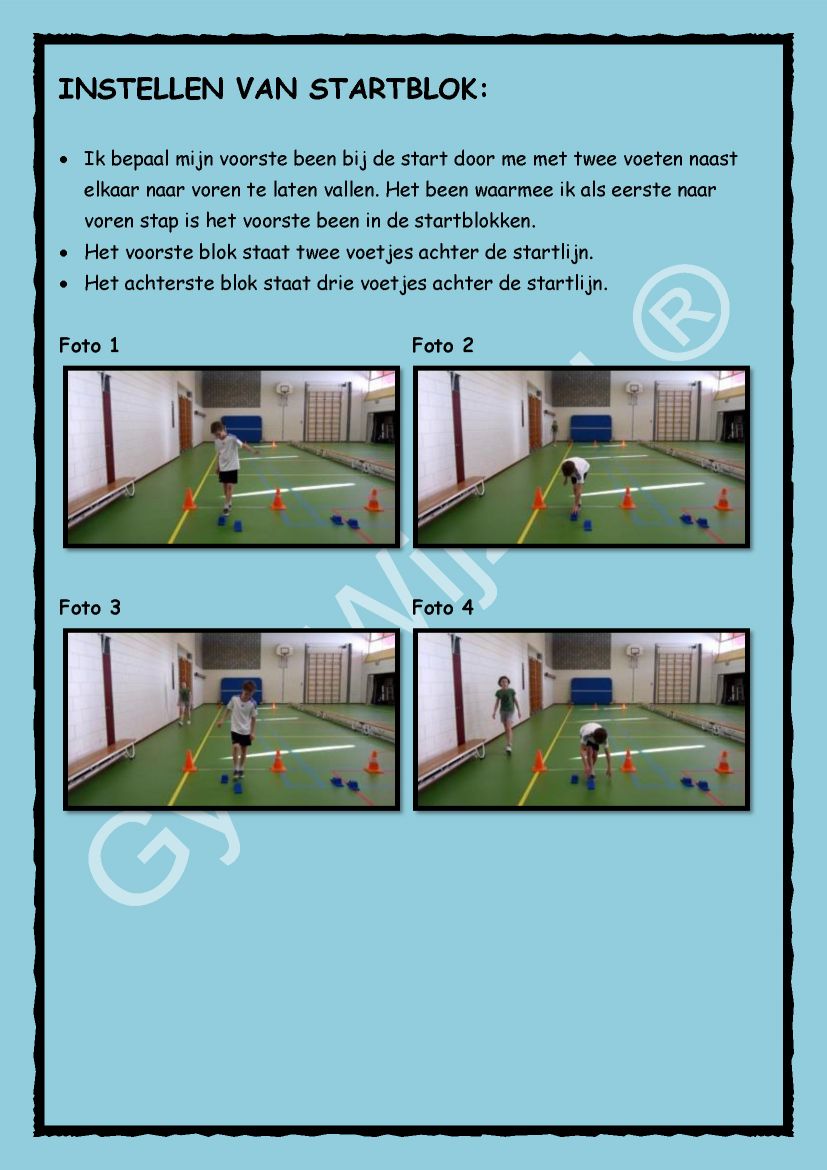 INSTELLEN VAN STARTBLOK:
• Ik bepaal mijn voorste been bij de start door me met twee voeten naast
elkaar naar voren te laten vallen. Het been waarmee ik als eerste naar
voren stap is het voorste been in de startblokken.
• Het voorste blok staat twee voetjes achter de startlijn.
• Het achterste blok staat drie voetjes achter de startlijn.
Foto 1
Foto 2
Foto 3
Foto 4